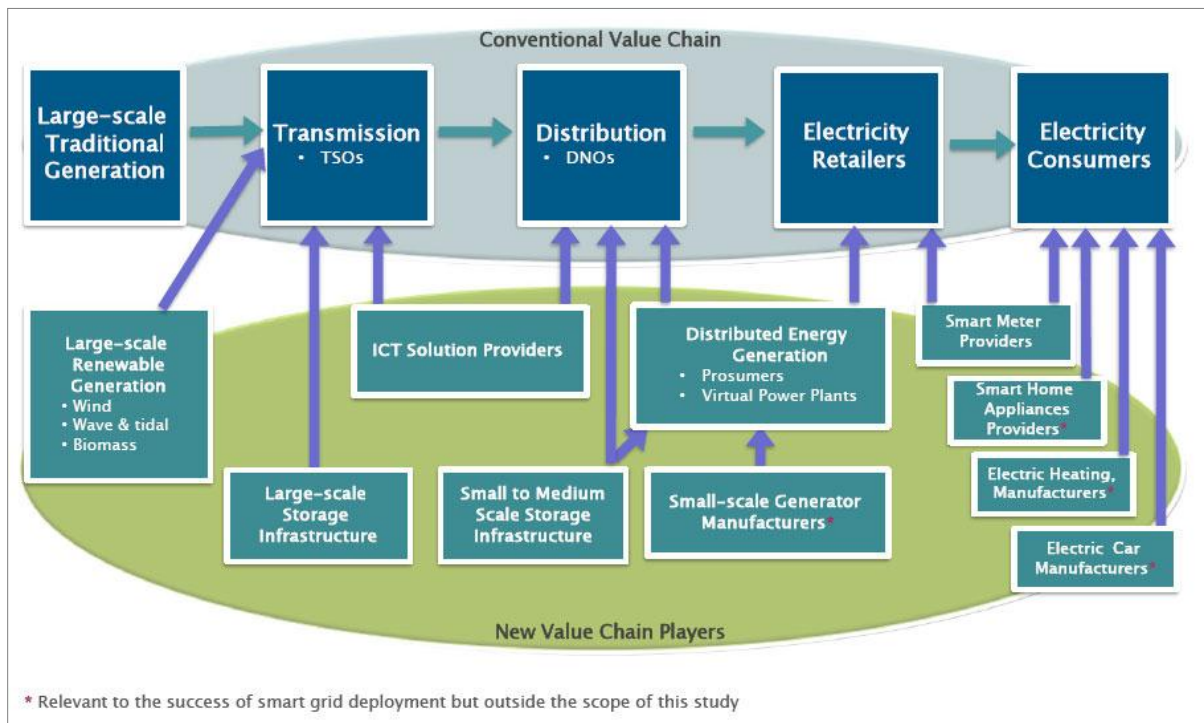 Conventional Value Chain
Large-scale
Traditional
Generation
Transmission
• TSOs
Distribution
• DNOs
Electricity
Retailers
Electricity
Consumers
Large-scale
Renewable
Generation
• Wind
• Wave & tidal
• Biomass
ICT Solution Providers
Distributed Energy
Generation
• Prosumers
• Virtual Power Plants
Smart Meter
Providers
Smart Home
Appliances
Providers*
Electric Heating,
Manufacturers*
Electric Car
Manufacturers*
Large-scale
Storage
Infrastructure
Small to Medium
Scale Storage
Infrastructure
Small-scale Generator
Manufacturers*
New Value Chain Players
* Relevant to the success of smart grid deployment but outside the scope of this study